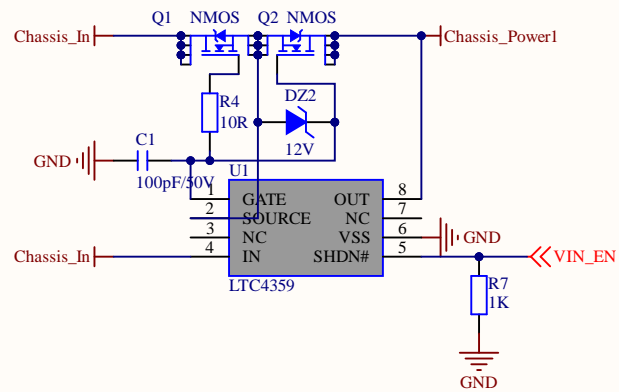 Q1 NMOS Q2 NMOS
Chassis_In
Chassis_Power1
R4
10R
DZ2
12V
C1
GND
100pF/50V
U1
1 GATE OUT 8
2 SOURCE NC 7
3 NC VSS 6
4 IN SHDN# 5
GND
Chassis_In
VIN_EN
LTC4359
R7
1K
GND